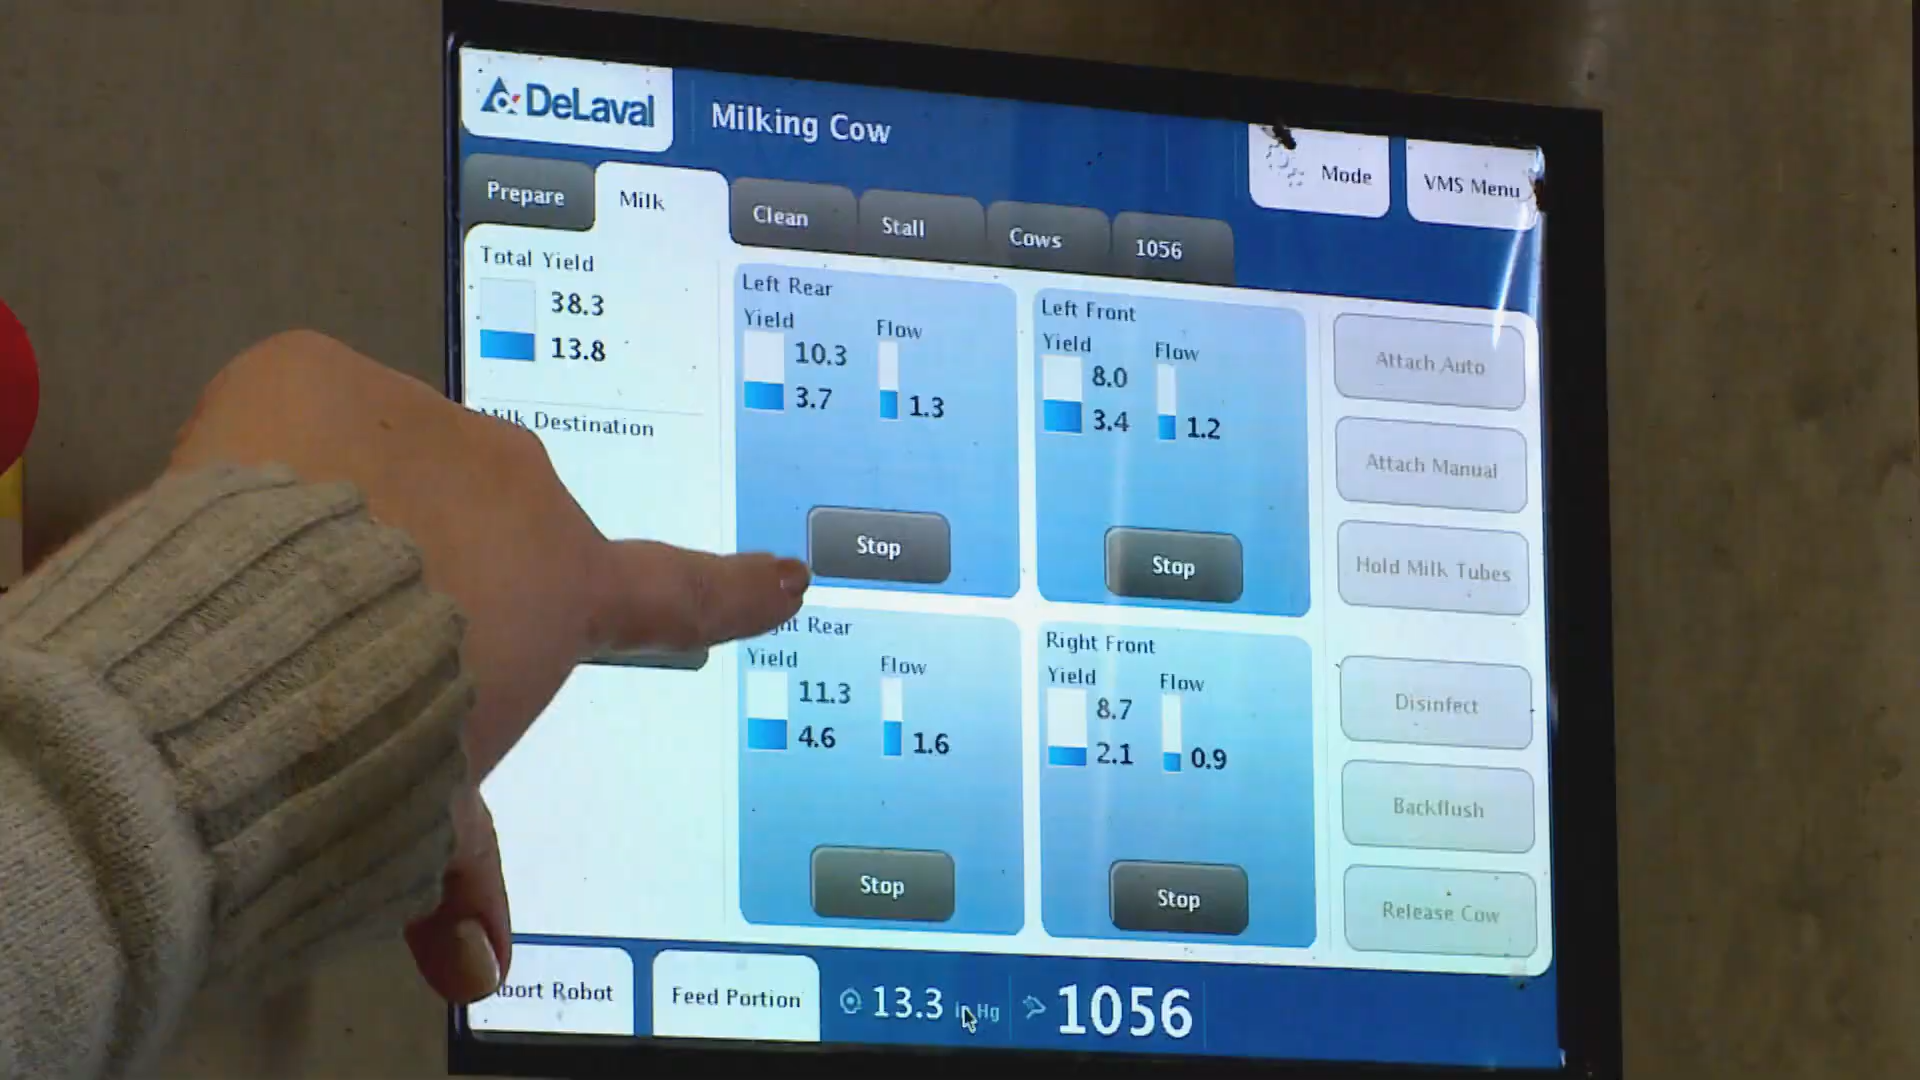 DeLaval
Milking Cow
Mode
VMS Menu
Prepare
Milk
Clean
Stall
Cows
1056
Total Yield
38.3
13.8
Milk Destination
Left Rear
Yield
Flow
10.3
3.7
1.3
Stop
Left Front
Yield
Flow
8.0
3.4
1.2
Stop
Rear
Yield
Flow
11.3
4.6
1.6
Stop
Right Front
Yield
Flow
8.7
2.1
0.9
Stop
Attach Auto
Attach Manual
Hold Milk Tubes
Disinfect
Backflush
Release Cow
Abort Robot
Feed Portion
13.3 inHg
1056